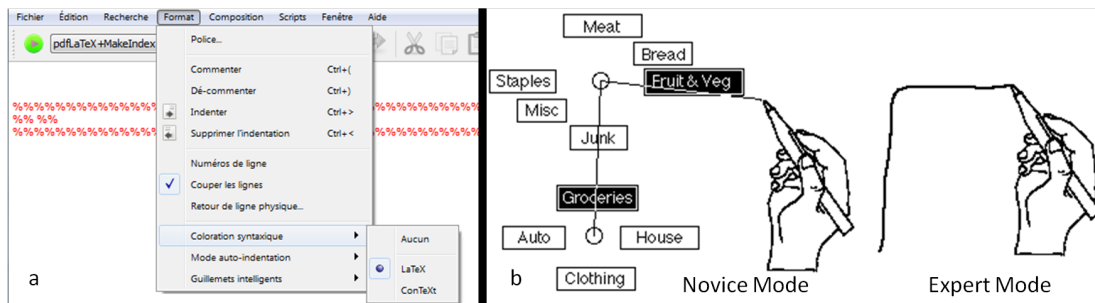 Fichier Édition Recherche Format Composition Scripts Fenêtre Aide
pdfLaTeX+MakeIndex
Police...
Commenter Ctrl+(
Dé-commenter Ctrl+)
Indenter Ctrl+>
Supprimer l'indentation Ctrl+<
%%%%%%%%%%%%%% %%%%%%%%%%%
%% %%
%%%%%%%%%%%%%% %%%%%%%%%%%
Numéros de ligne
Couper les lignes
Retour de ligne physique...
Coloration syntaxique
Mode auto-indentation
Guillemets intelligents
Aucun
LaTeX
ConTeXt
a
Meat
Bread
Staples
Fruit & Veg
Misc
Junk
Groceries
Auto
House
Clothing
b
Novice Mode
Expert Mode